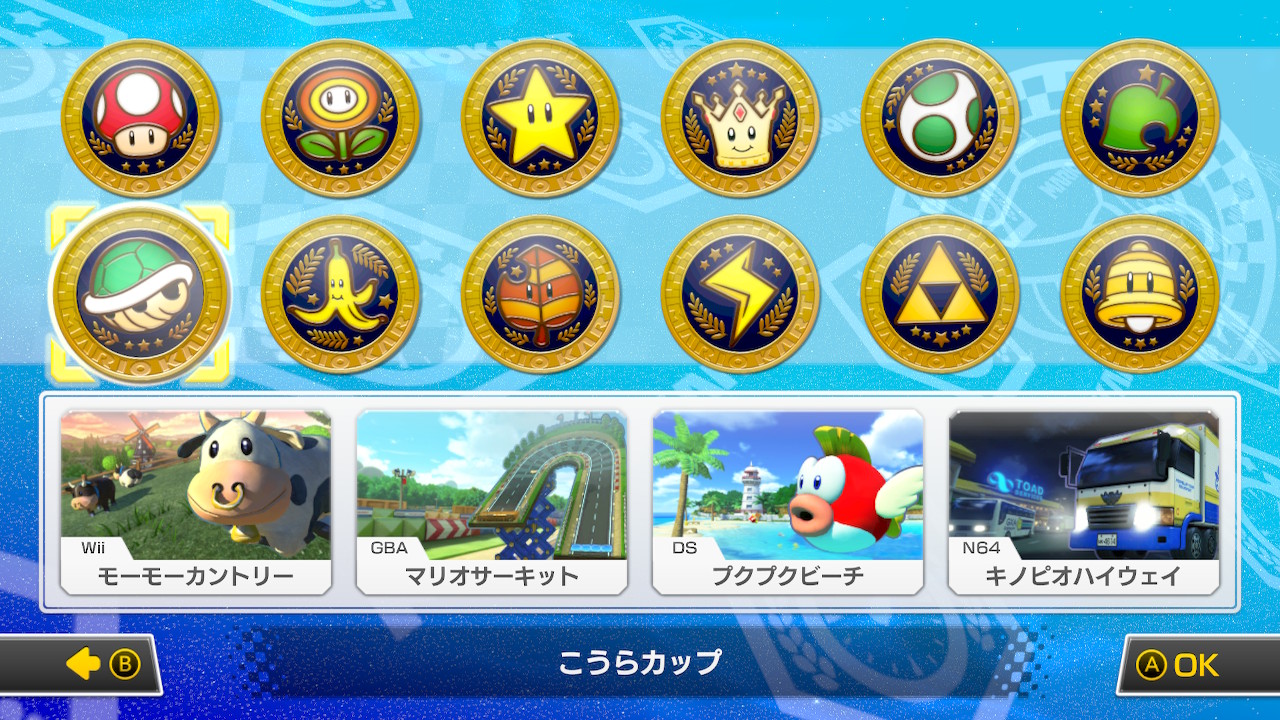 Wii
モーモーカントリー
GBA
マリオサーキット
DS
プクプクビーチ
TOAD
N64
キノピオハイウェイ
B
こうらカップ
A OK